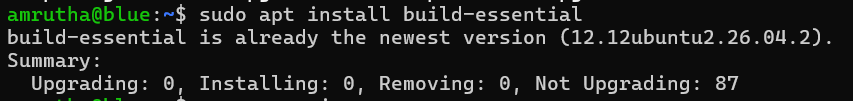 amrutha@blue:~$ sudo apt install build-essential
build-essential is already the newest version (12.12ubuntu2.26.04.2).
Summary:
  Upgrading: 0, Installing: 0, Removing: 0, Not Upgrading: 87